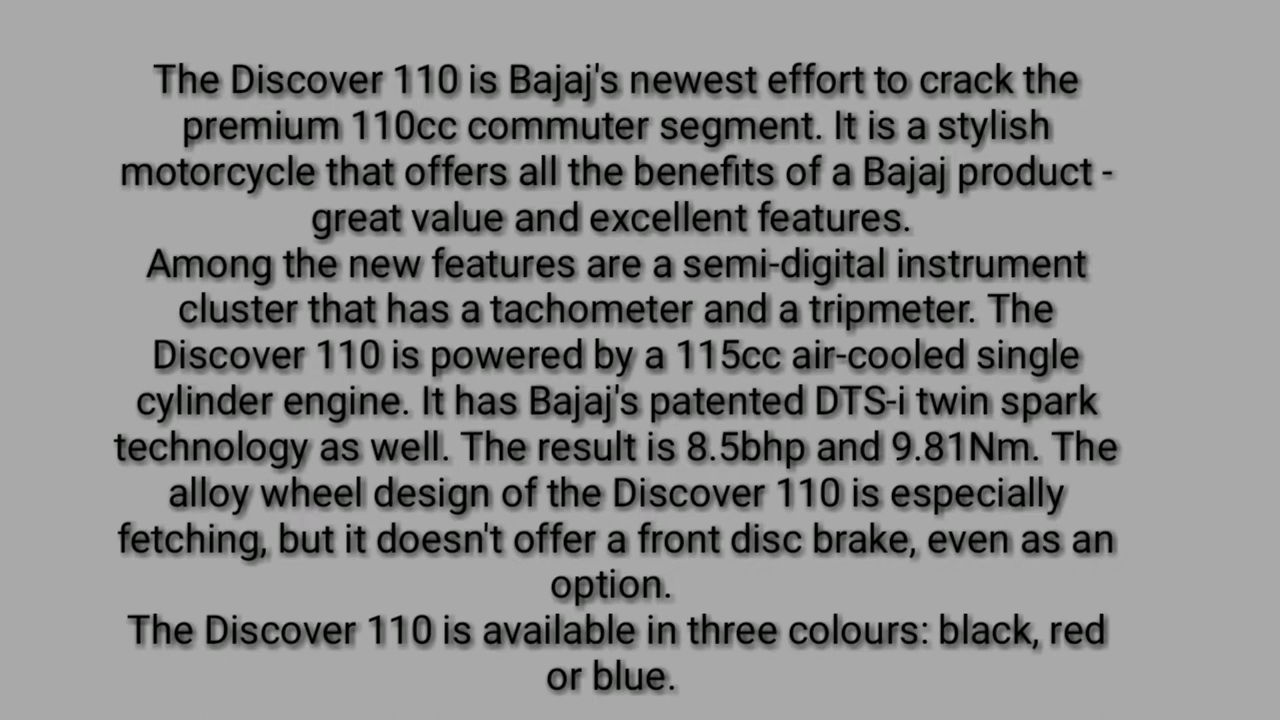 The Discover 110 is Bajaj's newest effort to crack the
premium 110cc commuter segment. It is a stylish
motorcycle that offers all the benefits of a Bajaj product -
great value and excellent features.
Among the new features are a semi-digital instrument
cluster that has a tachometer and a tripmeter. The
Discover 110 is powered by a 115cc air-cooled single
cylinder engine. It has Bajaj's patented DTS-i twin spark
technology as well. The result is 8.5bhp and 9.81Nm. The
alloy wheel design of the Discover 110 is especially
fetching, but it doesn't offer a front disc brake, even as an
option.
The Discover 110 is available in three colours: black, red
or blue.